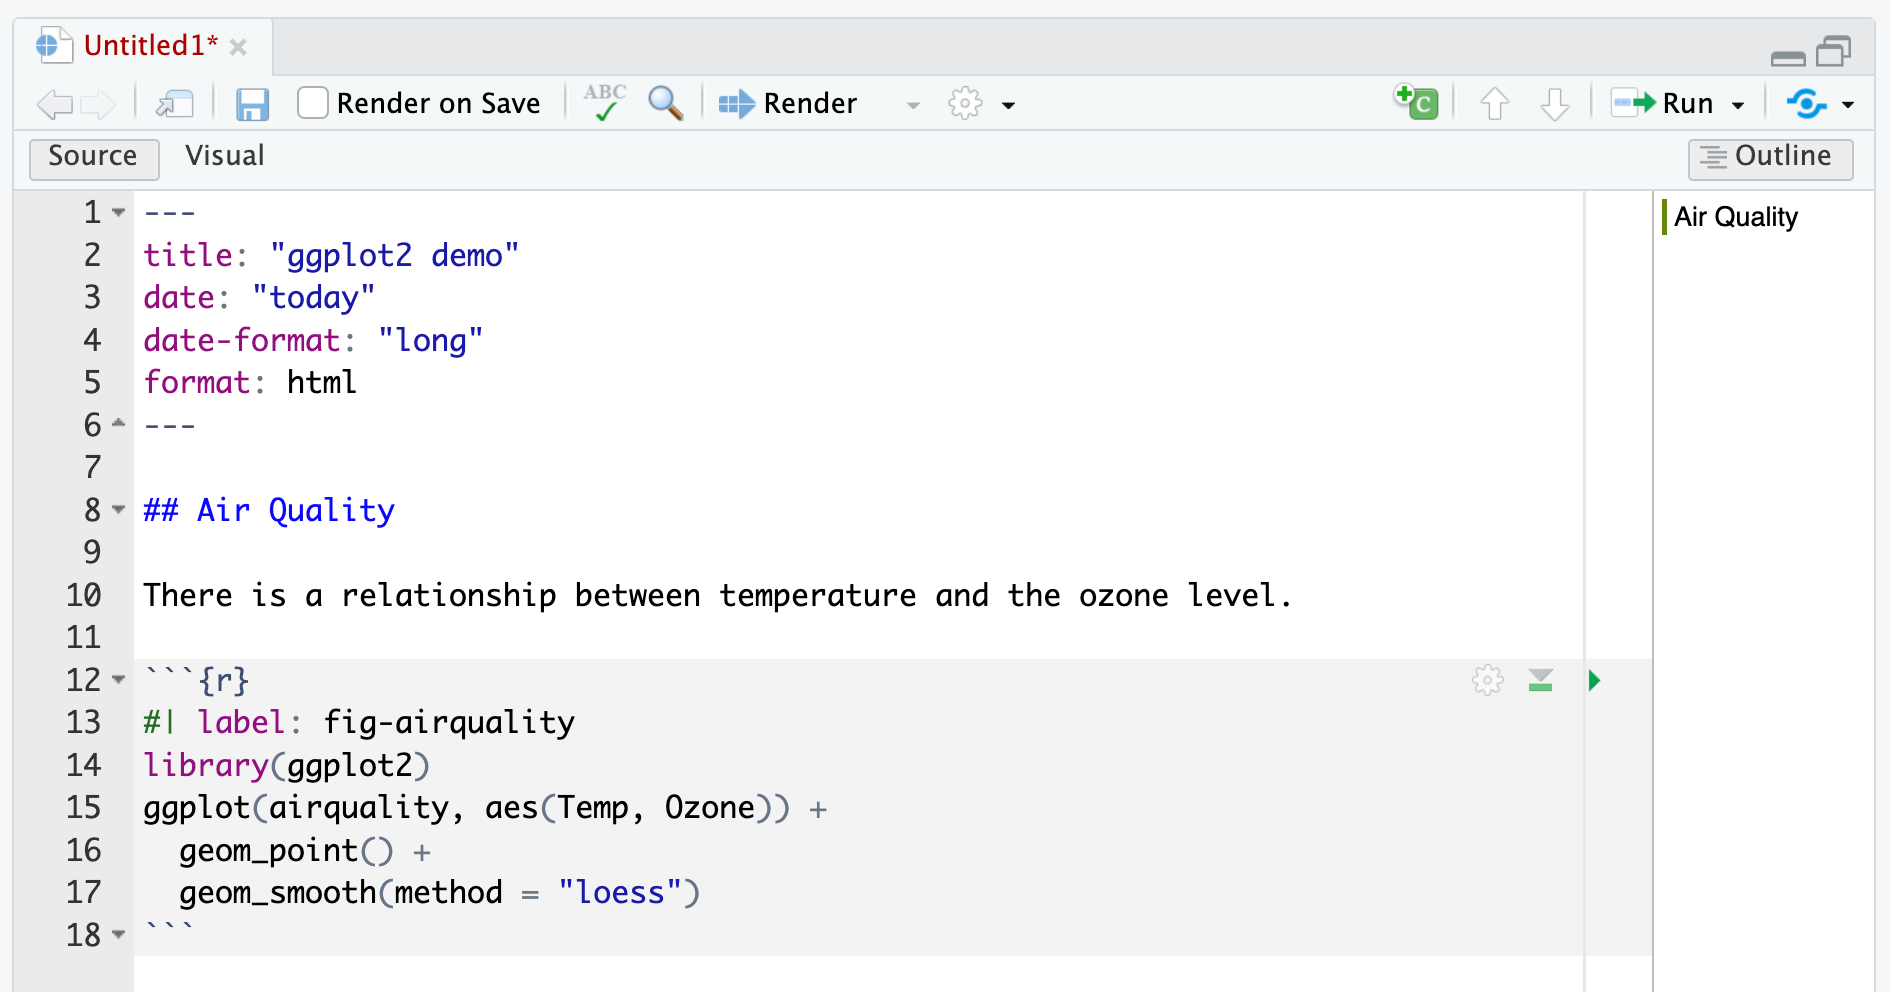 Untitled1*
Render on Save ABC Render C Run
Source Visual Outline
1 ---
2 title: "ggplot2 demo"
3 date: "today"
4 date-format: "long"
5 format: html
6 ---
7
8 ## Air Quality
9
10 There is a relationship between temperature and the ozone level.
11
12 ```{r}
13 #| label: fig-airquality
14 library(ggplot2)
15 ggplot(airquality, aes(Temp, Ozone)) +
16   geom_point() +
17   geom_smooth(method = "loess")
18 ```
Air Quality